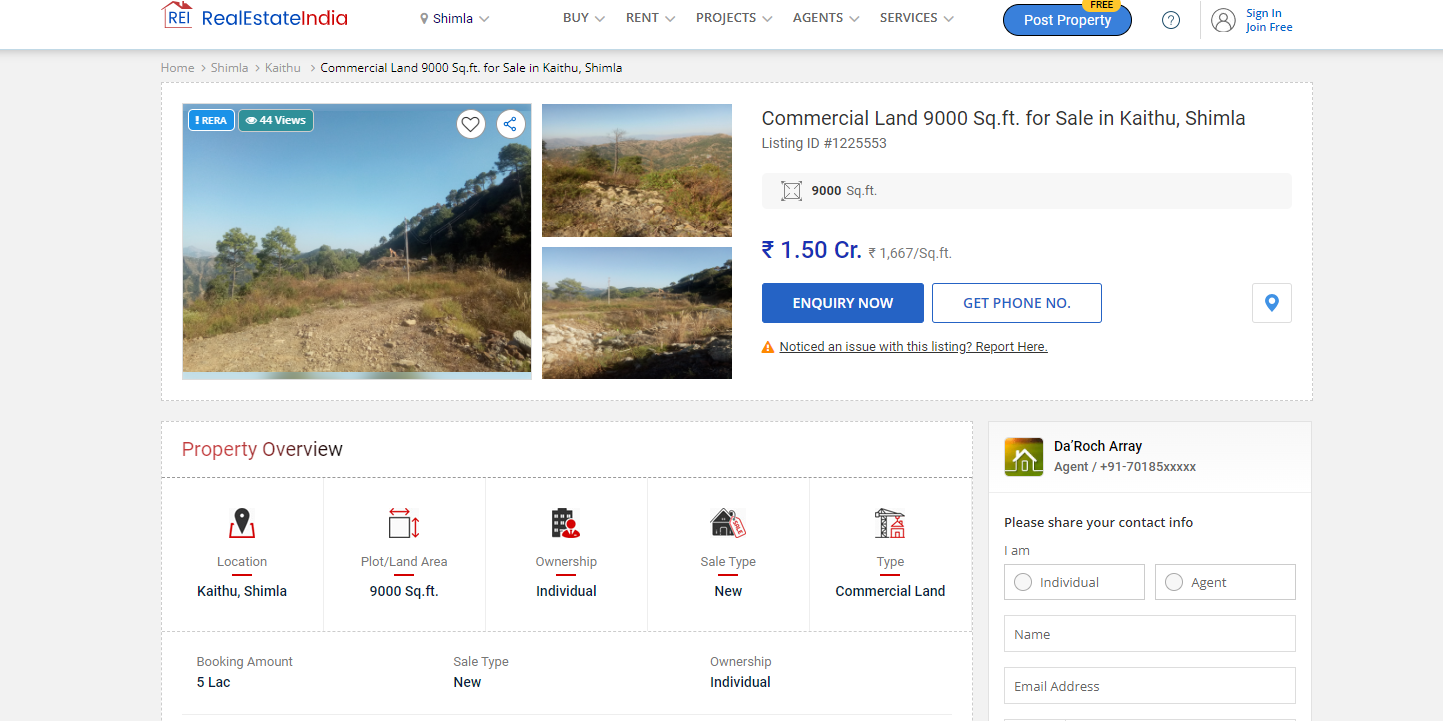 REI RealEstateIndia
Shimla
BUY RENT PROJECTS AGENTS SERVICES
FREE
Post Property
?
Sign In
Join Free
Home > Shimla > Kaithu > Commercial Land 9000 Sq.ft. for Sale in Kaithu, Shimla
! RERA 44 Views
Commercial Land 9000 Sq.ft. for Sale in Kaithu, Shimla
Listing ID #1225553
9000 Sq.ft.
₹ 1.50 Cr. ₹ 1,667/Sq.ft.
ENQUIRY NOW GET PHONE NO.
Noticed an issue with this listing? Report Here.
Property Overview
Location Plot/Land Area Ownership Sale Type Type
Kaithu, Shimla 9000 Sq.ft. Individual New Commercial Land
Booking Amount Sale Type Ownership
5 Lac New Individual
Da’Roch Array
Agent / +91-70185xxxxx
Please share your contact info
I am
Individual Agent
Name
Email Address